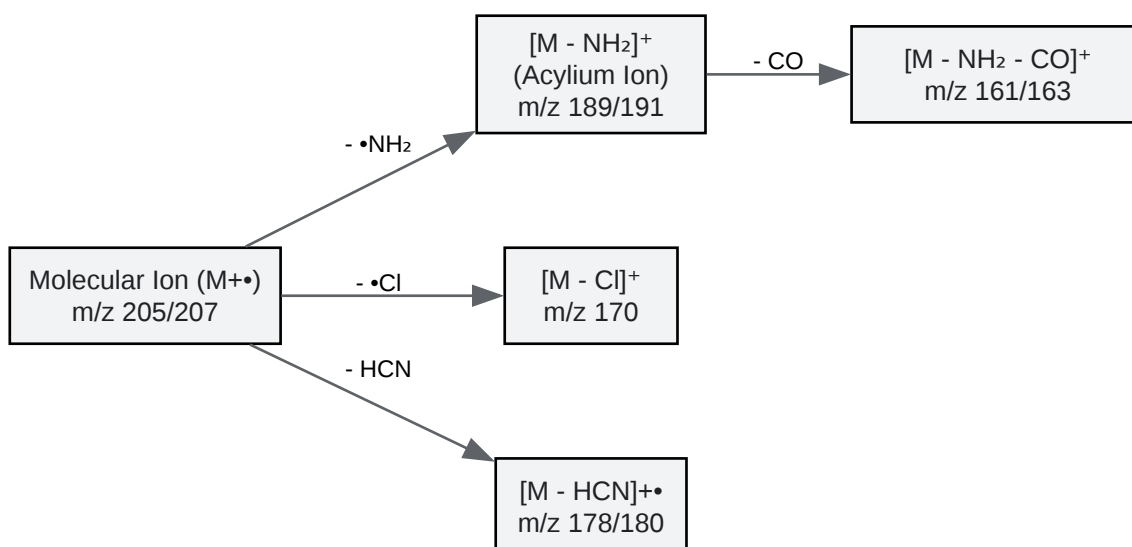 [M - NH₂]⁺
(Acylium Ion)
m/z 189/191
- CO
[M - NH₂ - CO]⁺
m/z 161/163
- •NH₂
Molecular Ion (M+•)
m/z 205/207
- •Cl
[M - Cl]⁺
m/z 170
- HCN
[M - HCN]+•
m/z 178/180